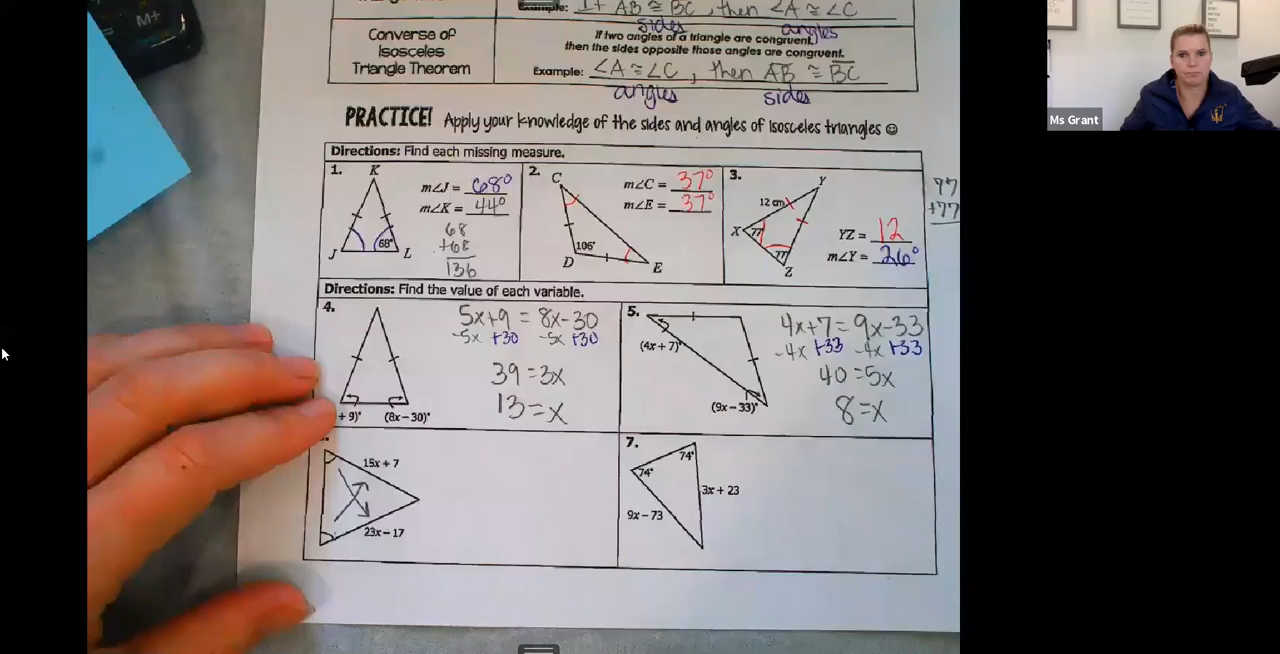 M+
Example: If AB ≅ BC, then ∠A ≅ ∠C
sides angles
Converse of
Isosceles
Triangle Theorem
If two angles of a triangle are congruent,
then the sides opposite those angles are congruent.
Example: ∠A ≅ ∠C, then AB ≅ BC
angles sides
PRACTICE! Apply your knowledge of the sides and angles of isosceles triangles ☺
Directions: Find each missing measure.
1.
K
J
L
68°
m∠J = 68°
m∠K = 44°
68
+68
136
2.
C
D
E
106°
m∠C = 37°
m∠E = 37°
3.
Y
12 cm
X
77
77
Z
YZ = 12
m∠Y = 26°
77
+77
Directions: Find the value of each variable.
4.
+ 9)°
(8x – 30)°
5x+9 = 8x-30
-5x +30 -5x +30
39 = 3x
13 = x
5.
(4x + 7)°
(9x – 33)°
4x+7 = 9x-33
-4x +33 -4x +33
40 = 5x
8 = x
15x + 7
23x – 17
7.
74°
74°
3x + 23
9x – 73
Ms Grant